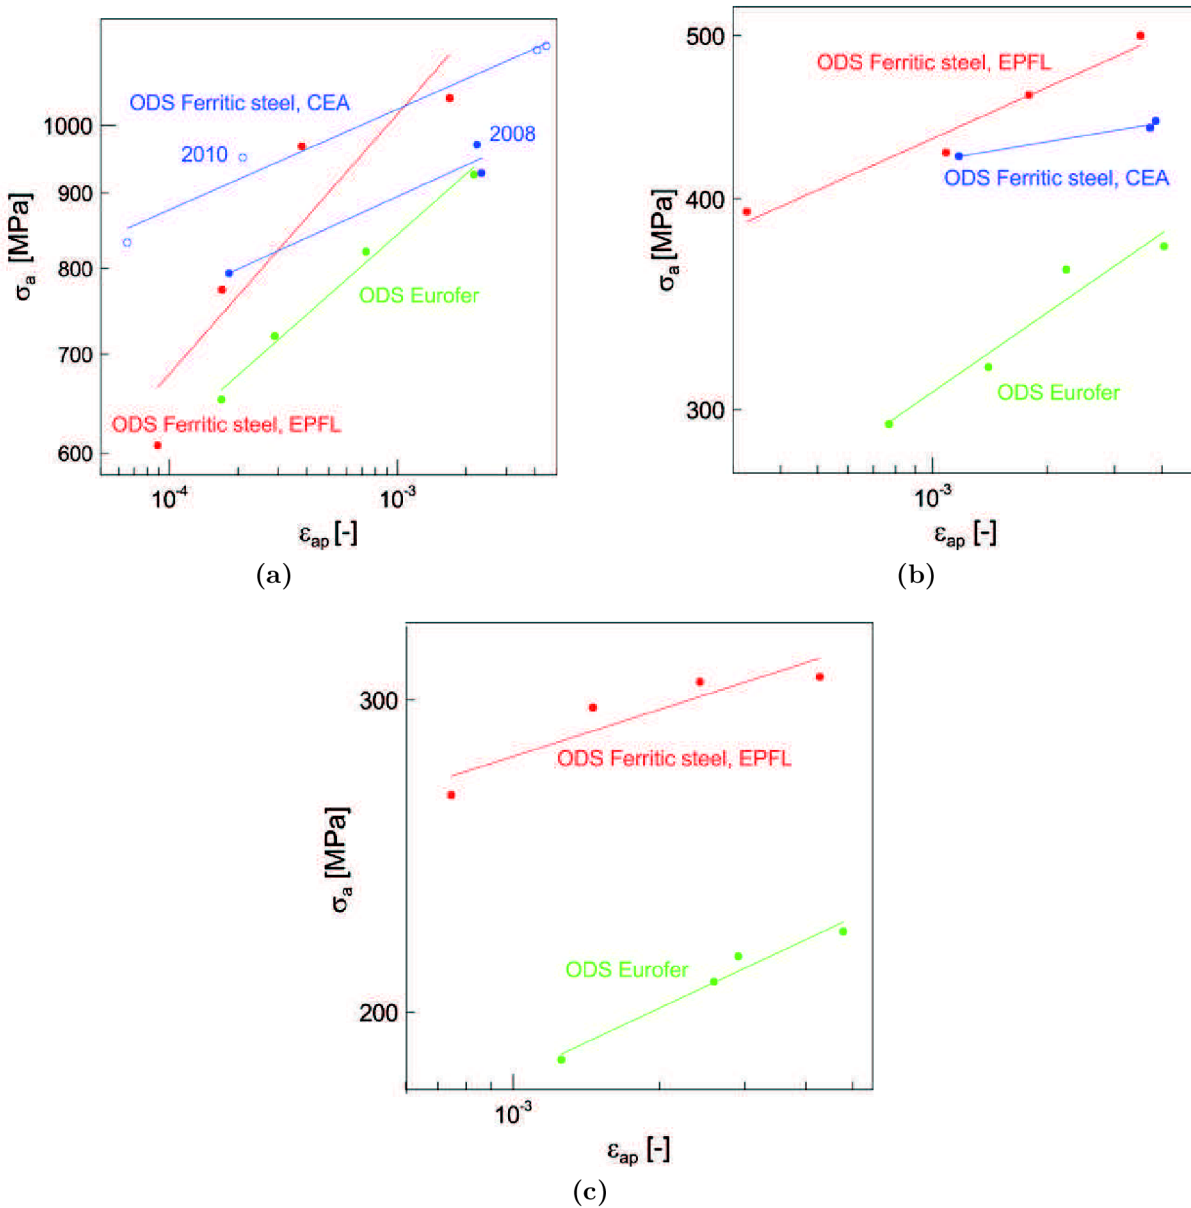 ODS Ferritic steel, CEA
2010
2008
ODS Eurofer
ODS Ferritic steel, EPFL
1000
900
800
700
600
σa [MPa]
10-4
10-3
εap [-]
(a)
500
400
300
σa [MPa]
ODS Ferritic steel, EPFL
ODS Ferritic steel, CEA
ODS Eurofer
10-3
εap [-]
(b)
300
200
σa [MPa]
ODS Ferritic steel, EPFL
ODS Eurofer
10-3
εap [-]
(c)